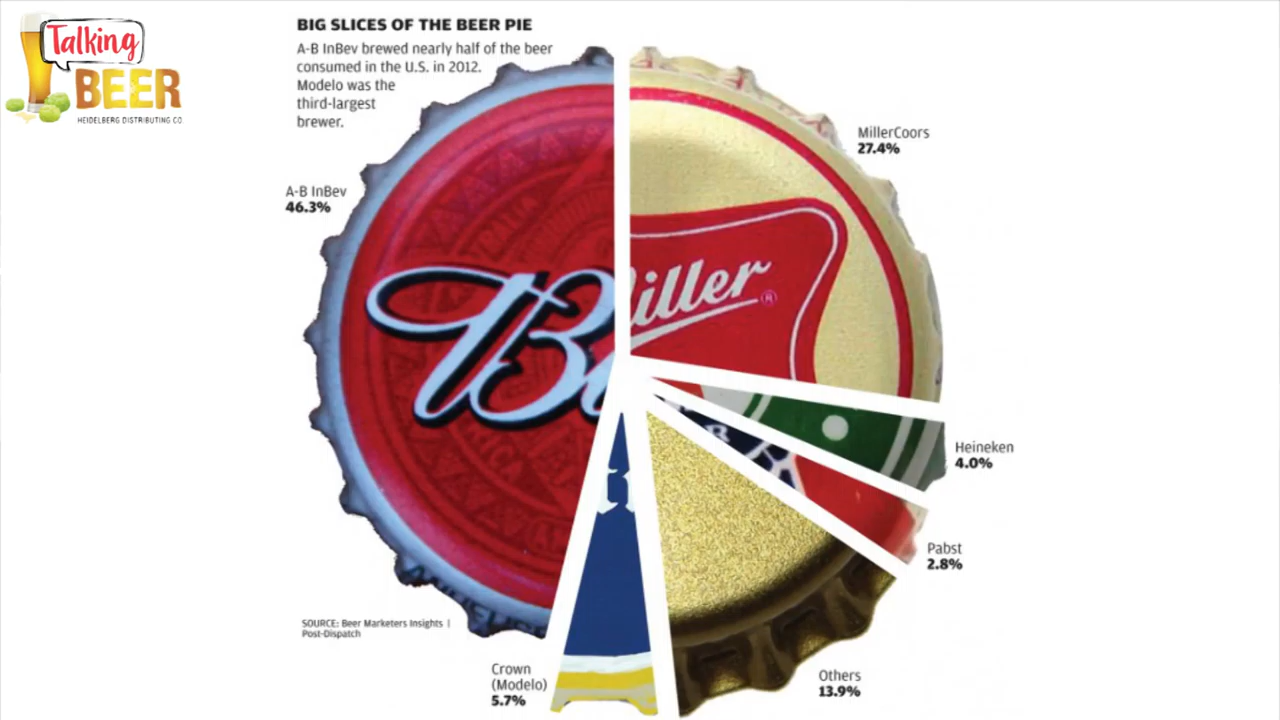 Talking
BEER
HEIDELBERG DISTRIBUTING CO
BIG SLICES OF THE BEER PIE
A-B InBev brewed nearly half of the beer
consumed in the U.S. in 2012.
Modelo was the
third-largest
brewer.
MillerCoors
27.4%
A-B InBev
46.3%
iller
®
Heineken
4.0%
Pabst
2.8%
SOURCE: Beer Marketers Insights |
Post-Dispatch
Crown
(Modelo)
5.7%
Others
13.9%